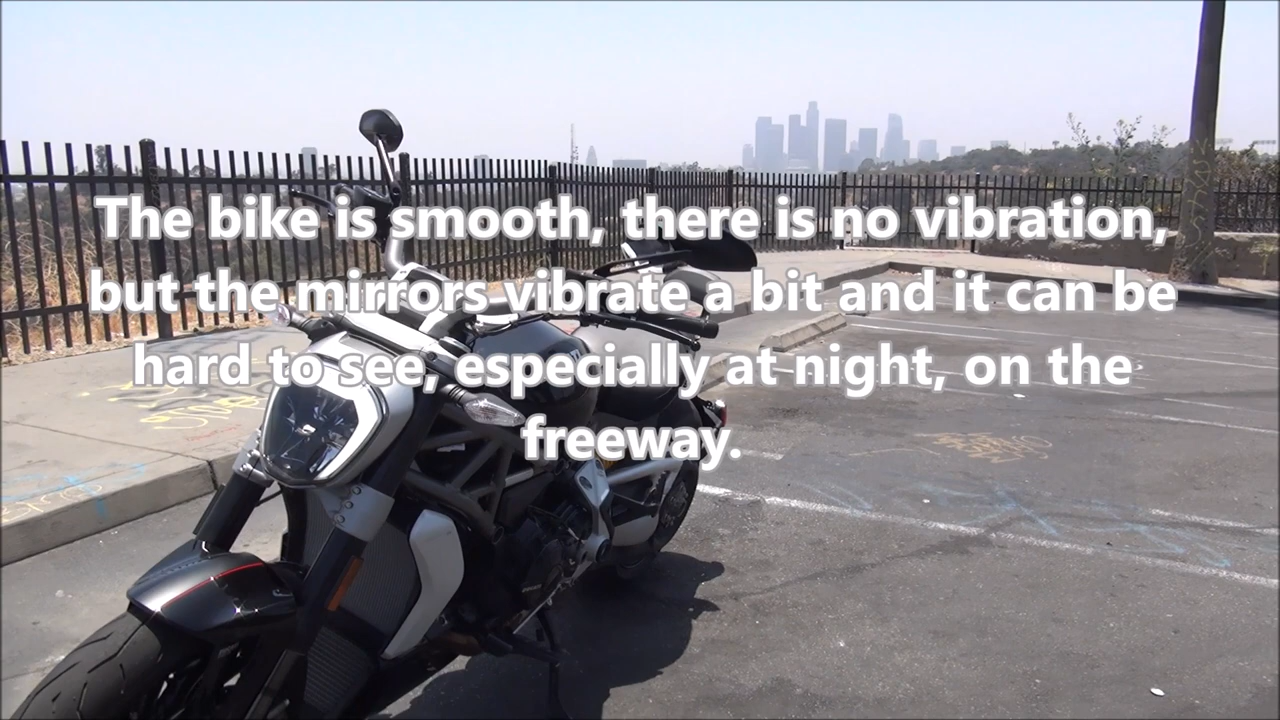 The bike is smooth, there is no vibration,
but the mirrors vibrate a bit and it can be
hard to see, especially at night, on the
freeway.